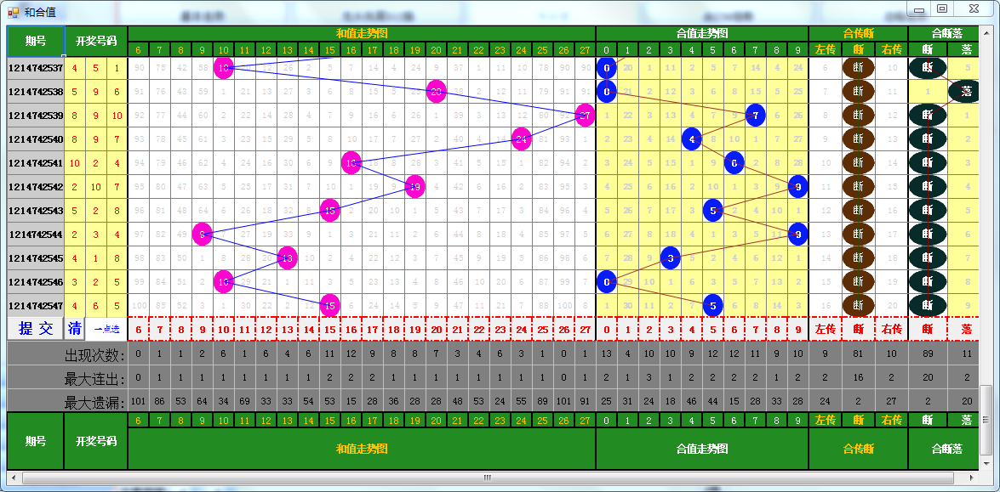 和合值
期号 开奖号码 和值走势图 合值走势图 合传断 合断落
6 7 8 9 10 11 12 13 14 15 16 17 18 19 20 21 22 23 24 25 26 27 0 1 2 3 4 5 6 7 8 9 左传 断 右传 断 落
1214742537 4 5 1 90 75 42 58 10 12 26 2 7 14 4 24 9 37 1 11 10 78 90 90 0 20 1 11 2 5 7 14 4 24 6 断 10 断 5
1214742538 5 9 6 91 76 43 59 1 21 13 27 3 6 8 20 2 12 11 79 91 91 0 21 2 12 3 6 8 15 5 25 7 断 11 1 落
1214742539 8 9 10 92 77 44 60 2 22 14 28 4 7 26 1 39 3 13 12 80 27 1 22 13 4 7 6 26 8 断 12 断 1
1214742540 8 9 7 93 78 45 61 3 23 15 29 10 17 7 27 2 40 4 24 2 23 4 14 4 8 10 1 7 27 9 断 断 2
1214742541 10 2 4 94 79 46 62 4 24 16 30 6 9 16 28 3 41 5 15 1 82 94 2 3 24 5 15 1 9 6 2 8 28 10 断 14 断 3
1214742542 2 10 7 95 80 47 63 5 25 17 31 7 10 1 19 9 19 4 42 6 16 2 83 95 3 4 25 6 16 2 10 1 3 9 9 11 断 15 断 4
1214742543 5 2 8 96 81 48 64 6 26 18 32 8 15 2 20 10 1 5 43 7 17 3 84 96 4 5 26 7 17 3 5 2 4 10 1 12 断 16 断 5
1214742544 2 3 4 97 82 49 9 27 19 33 9 1 3 21 11 2 6 44 8 18 4 85 97 5 6 27 8 18 4 1 3 5 11 9 13 断 17 断 6
1214742545 4 1 8 98 83 50 1 8 28 20 13 10 2 4 22 12 3 7 45 9 19 5 86 98 6 7 28 9 3 5 2 4 6 12 1 14 断 18 断 7
1214742546 3 2 5 99 84 51 2 10 29 21 1 11 3 5 23 13 4 8 46 10 20 6 87 99 7 0 29 10 1 6 3 5 7 13 2 15 断 19 断 8
1214742547 4 6 5 100 85 52 3 1 30 22 2 12 15 6 24 14 5 9 47 11 21 7 88 100 8 1 30 11 2 7 5 6 8 14 3 16 断 20 断 9
提 交 清 一点选 6 7 8 9 10 11 12 13 14 15 16 17 18 19 20 21 22 23 24 25 26 27 0 1 2 3 4 5 6 7 8 9 左传 断 右传 断 落
出现次数: 0 1 1 2 6 1 6 4 6 11 12 9 8 8 7 3 4 6 3 1 0 1 13 4 10 10 9 12 12 11 9 10 9 81 10 89 11
最大连出: 0 1 1 1 1 1 1 1 1 2 2 2 1 1 1 1 1 1 1 1 0 1 2 1 3 1 2 2 2 2 1 2 2 16 2 20 2
最大遗漏: 101 86 53 64 34 69 33 33 54 53 15 28 36 28 28 48 53 24 55 89 101 91 25 31 24 18 46 44 15 28 33 28 24 2 27 2 20
期号 开奖号码 6 7 8 9 10 11 12 13 14 15 16 17 18 19 20 21 22 23 24 25 26 27 0 1 2 3 4 5 6 7 8 9 左传 断 右传 断 落
和值走势图 合值走势图 合传断 合断落